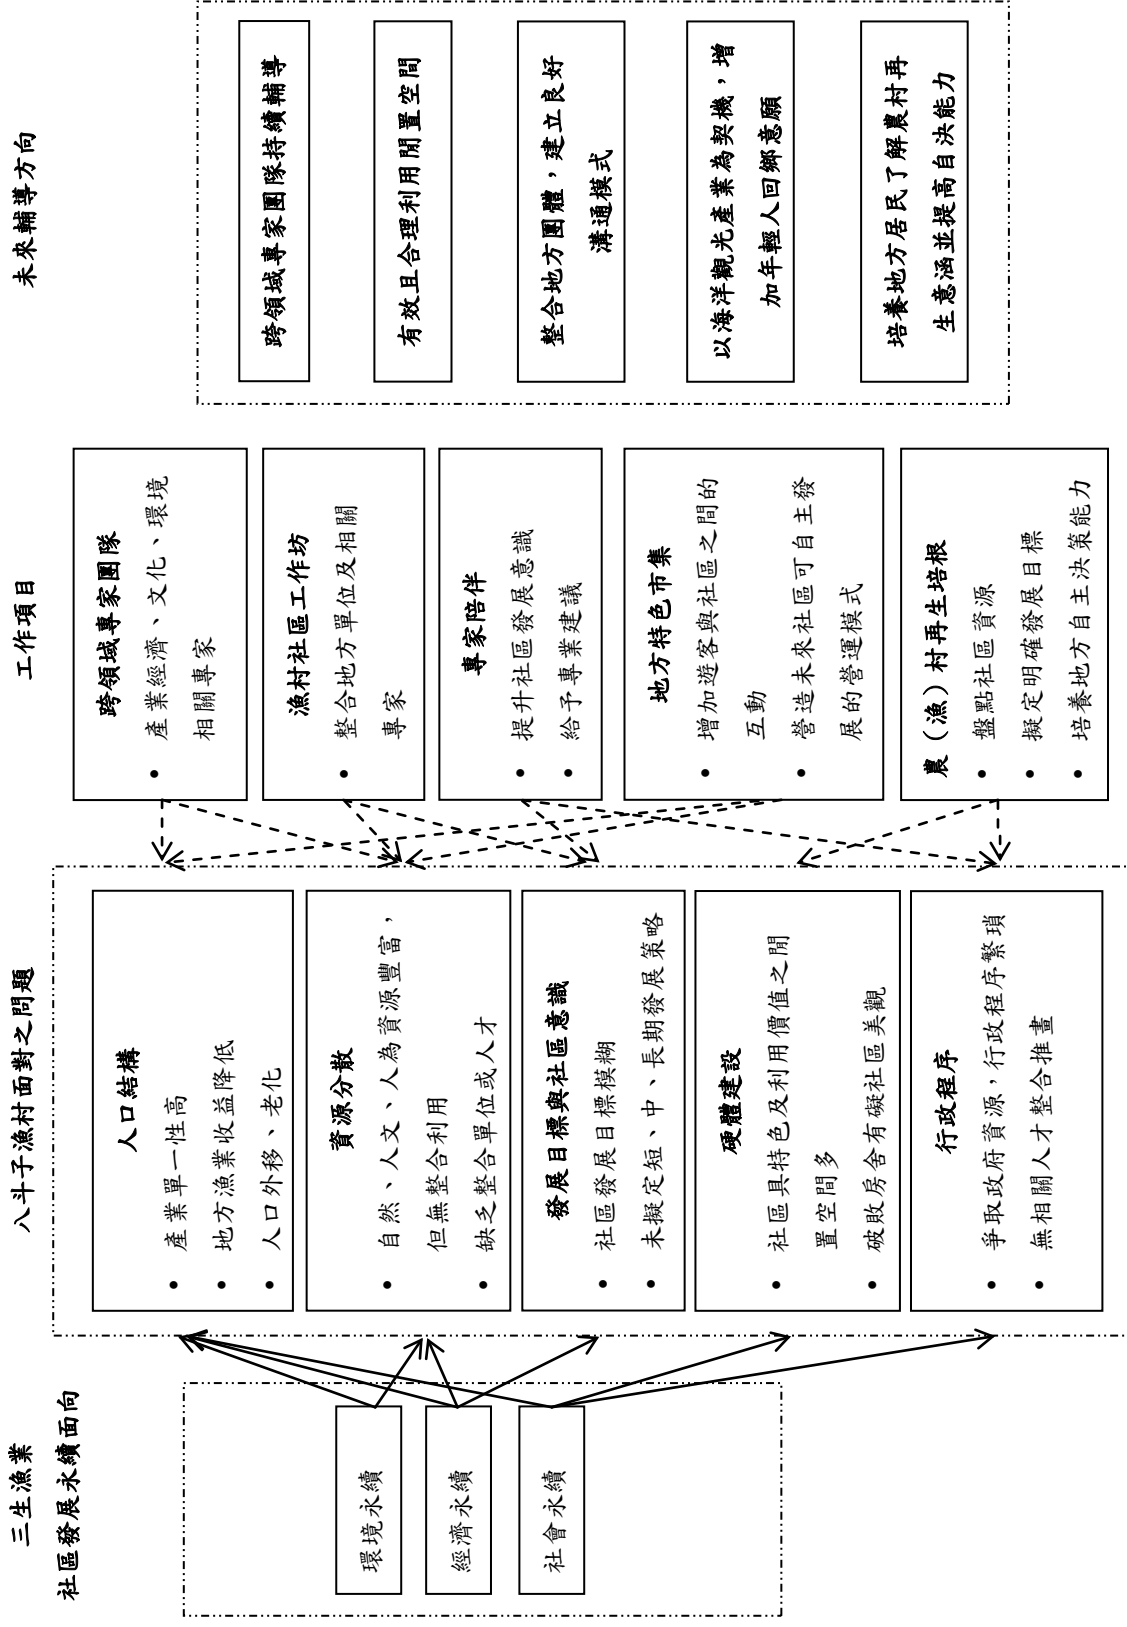 三生漁業
社區發展永續面向
環境永續
經濟永續
社會永續
八斗子漁村面對之問題
人口結構
• 產業單一性高
• 地方漁業收益降低
• 人口外移、老化
資源分散
• 自然、人文、人為資源豐富，
但無整合利用
• 缺乏整合單位或人才
發展目標與社區意識
• 社區發展目標模糊
• 未擬定短、中、長期發展策略
硬體建設
• 社區具特色及利用價值之閒
置空間多
• 破敗房舍有礙社區美觀
行政程序
• 爭取政府資源，行政程序繁瑣
• 無相關人才整合推畫
工作項目
跨領域專家團隊
• 產業經濟、文化、環境
相關專家
漁村社區工作坊
• 整合地方單位及相關
專家
專家陪伴
• 提升社區發展意識
• 給予專業建議
地方特色市集
• 增加遊客與社區之間的
互動
• 營造未來社區可自主發
展的營運模式
農（漁）村再生培根
• 盤點社區資源
• 擬定明確發展目標
• 培養地方自主決策能力
未來輔導方向
跨領域專家團隊持續輔導
有效且合理利用閒置空間
整合地方團體，建立良好
溝通模式
以海洋觀光產業為契機，增
加年輕人回鄉意願
培養地方居民了解農村再
生意涵並提高自決能力